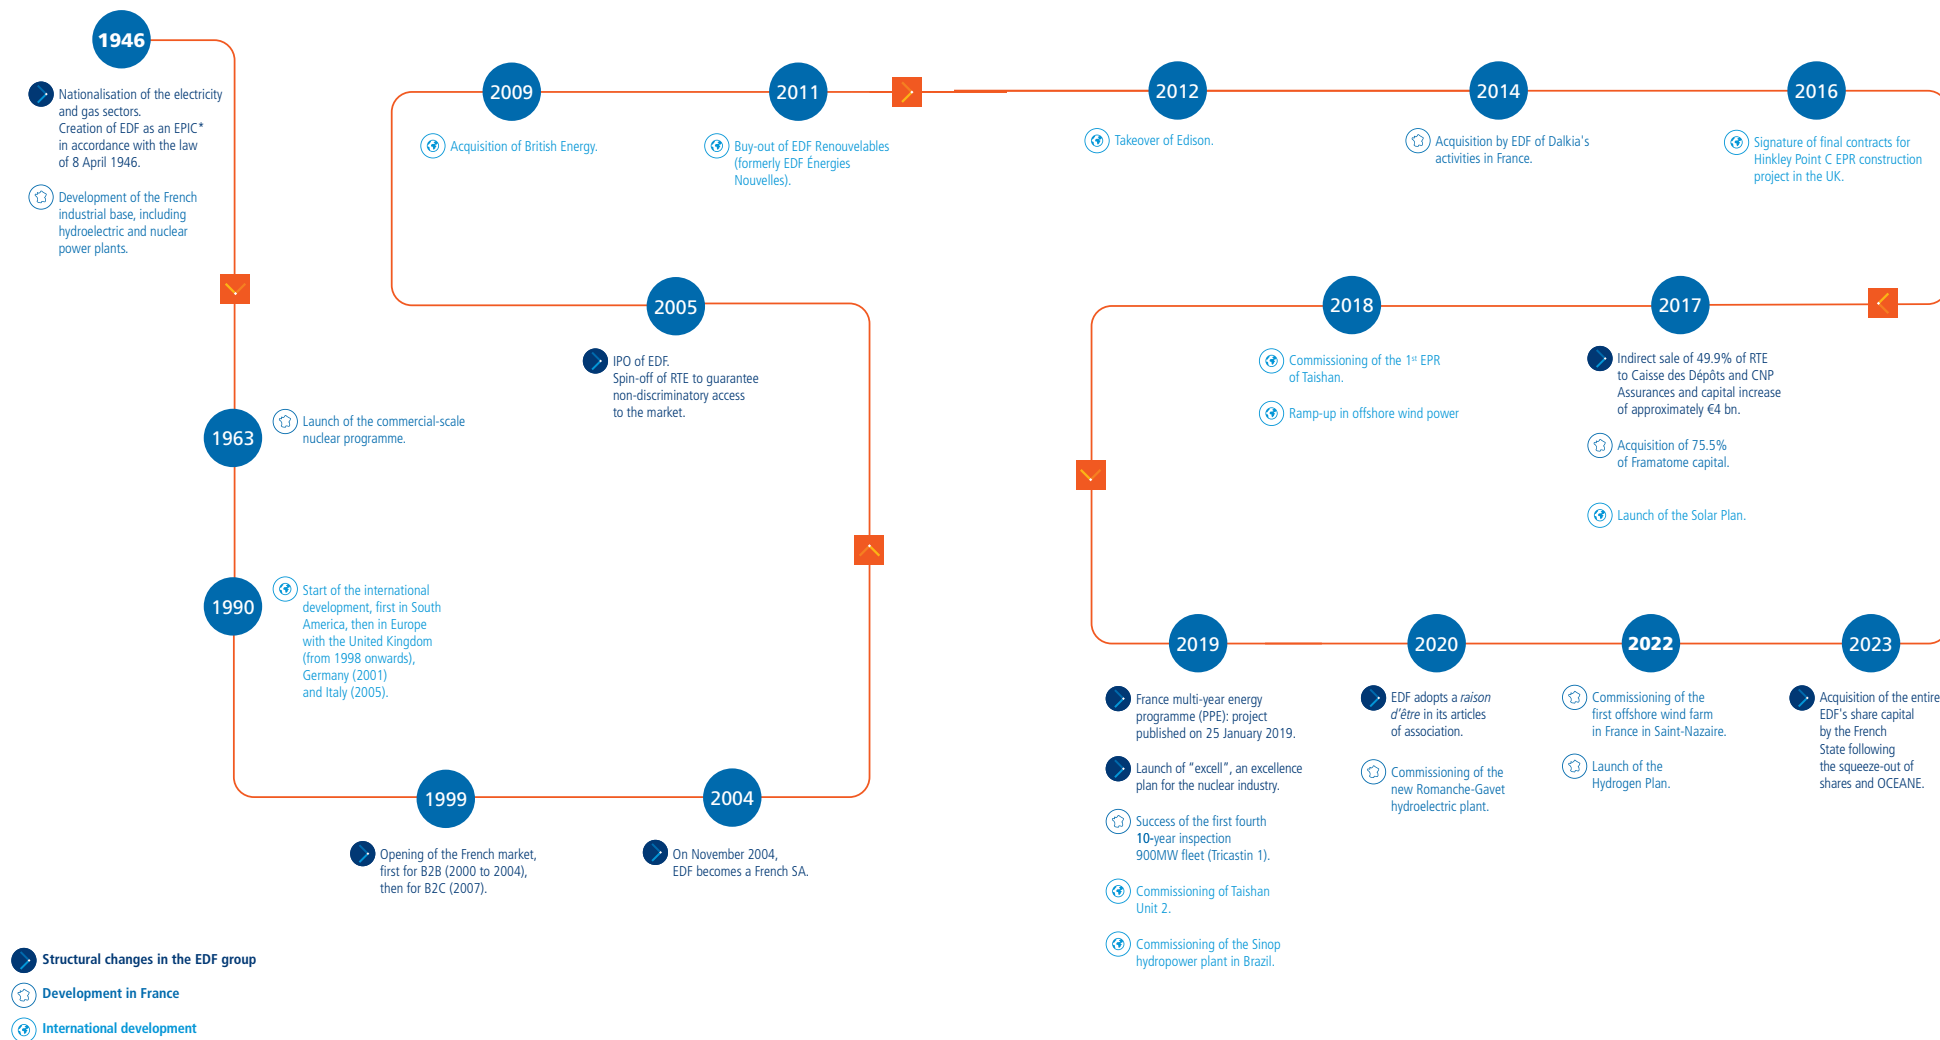 1946
Nationalisation of the electricity
and gas sectors.
Creation of EDF as an EPIC*
in accordance with the law
of 8 April 1946.
Development of the French
industrial base, including
hydroelectric and nuclear
power plants.
1963
Launch of the commercial-scale
nuclear programme.
1990
Start of the international
development, first in South
America, then in Europe
with the United Kingdom
(from 1998 onwards),
Germany (2001)
and Italy (2005).
1999
Opening of the French market,
first for B2B (2000 to 2004),
then for B2C (2007).
2004
On November 2004,
EDF becomes a French SA.
2005
IPO of EDF.
Spin-off of RTE to guarantee
non-discriminatory access
to the market.
2009
Acquisition of British Energy.
2011
Buy-out of EDF Renouvelables
(formerly EDF Énergies
Nouvelles).
2012
Takeover of Edison.
2014
Acquisition by EDF of Dalkia's
activities in France.
2016
Signature of final contracts for
Hinkley Point C EPR construction
project in the UK.
2017
Indirect sale of 49.9% of RTE
to Caisse des Dépôts and CNP
Assurances and capital increase
of approximately €4 bn.
Acquisition of 75.5%
of Framatome capital.
Launch of the Solar Plan.
2018
Commissioning of the 1st EPR
of Taishan.
Ramp-up in offshore wind power
2019
France multi-year energy
programme (PPE): project
published on 25 January 2019.
Launch of “excell”, an excellence
plan for the nuclear industry.
Success of the first fourth
10-year inspection
900MW fleet (Tricastin 1).
Commissioning of Taishan
Unit 2.
Commissioning of the Sinop
hydropower plant in Brazil.
2020
EDF adopts a raison
d’être in its articles
of association.
Commissioning of the
new Romanche-Gavet
hydroelectric plant.
2022
Commissioning of the
first offshore wind farm
in France in Saint-Nazaire.
Launch of the
Hydrogen Plan.
2023
Acquisition of the entire
EDF's share capital
by the French
State following
the squeeze-out of
shares and OCEANE.
Structural changes in the EDF group
Development in France
International development